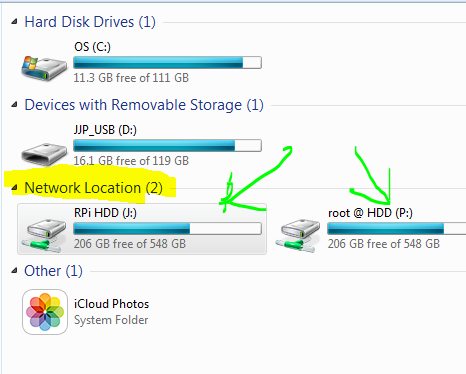 Hard Disk Drives (1)
OS (C:)
11.3 GB free of 111 GB
Devices with Removable Storage (1)
JJP_USB (D:)
16.1 GB free of 119 GB
Network Location (2)
RPi HDD (J:)
206 GB free of 548 GB
root @ HDD (P:)
206 GB free of 548 GB
Other (1)
iCloud Photos
System Folder